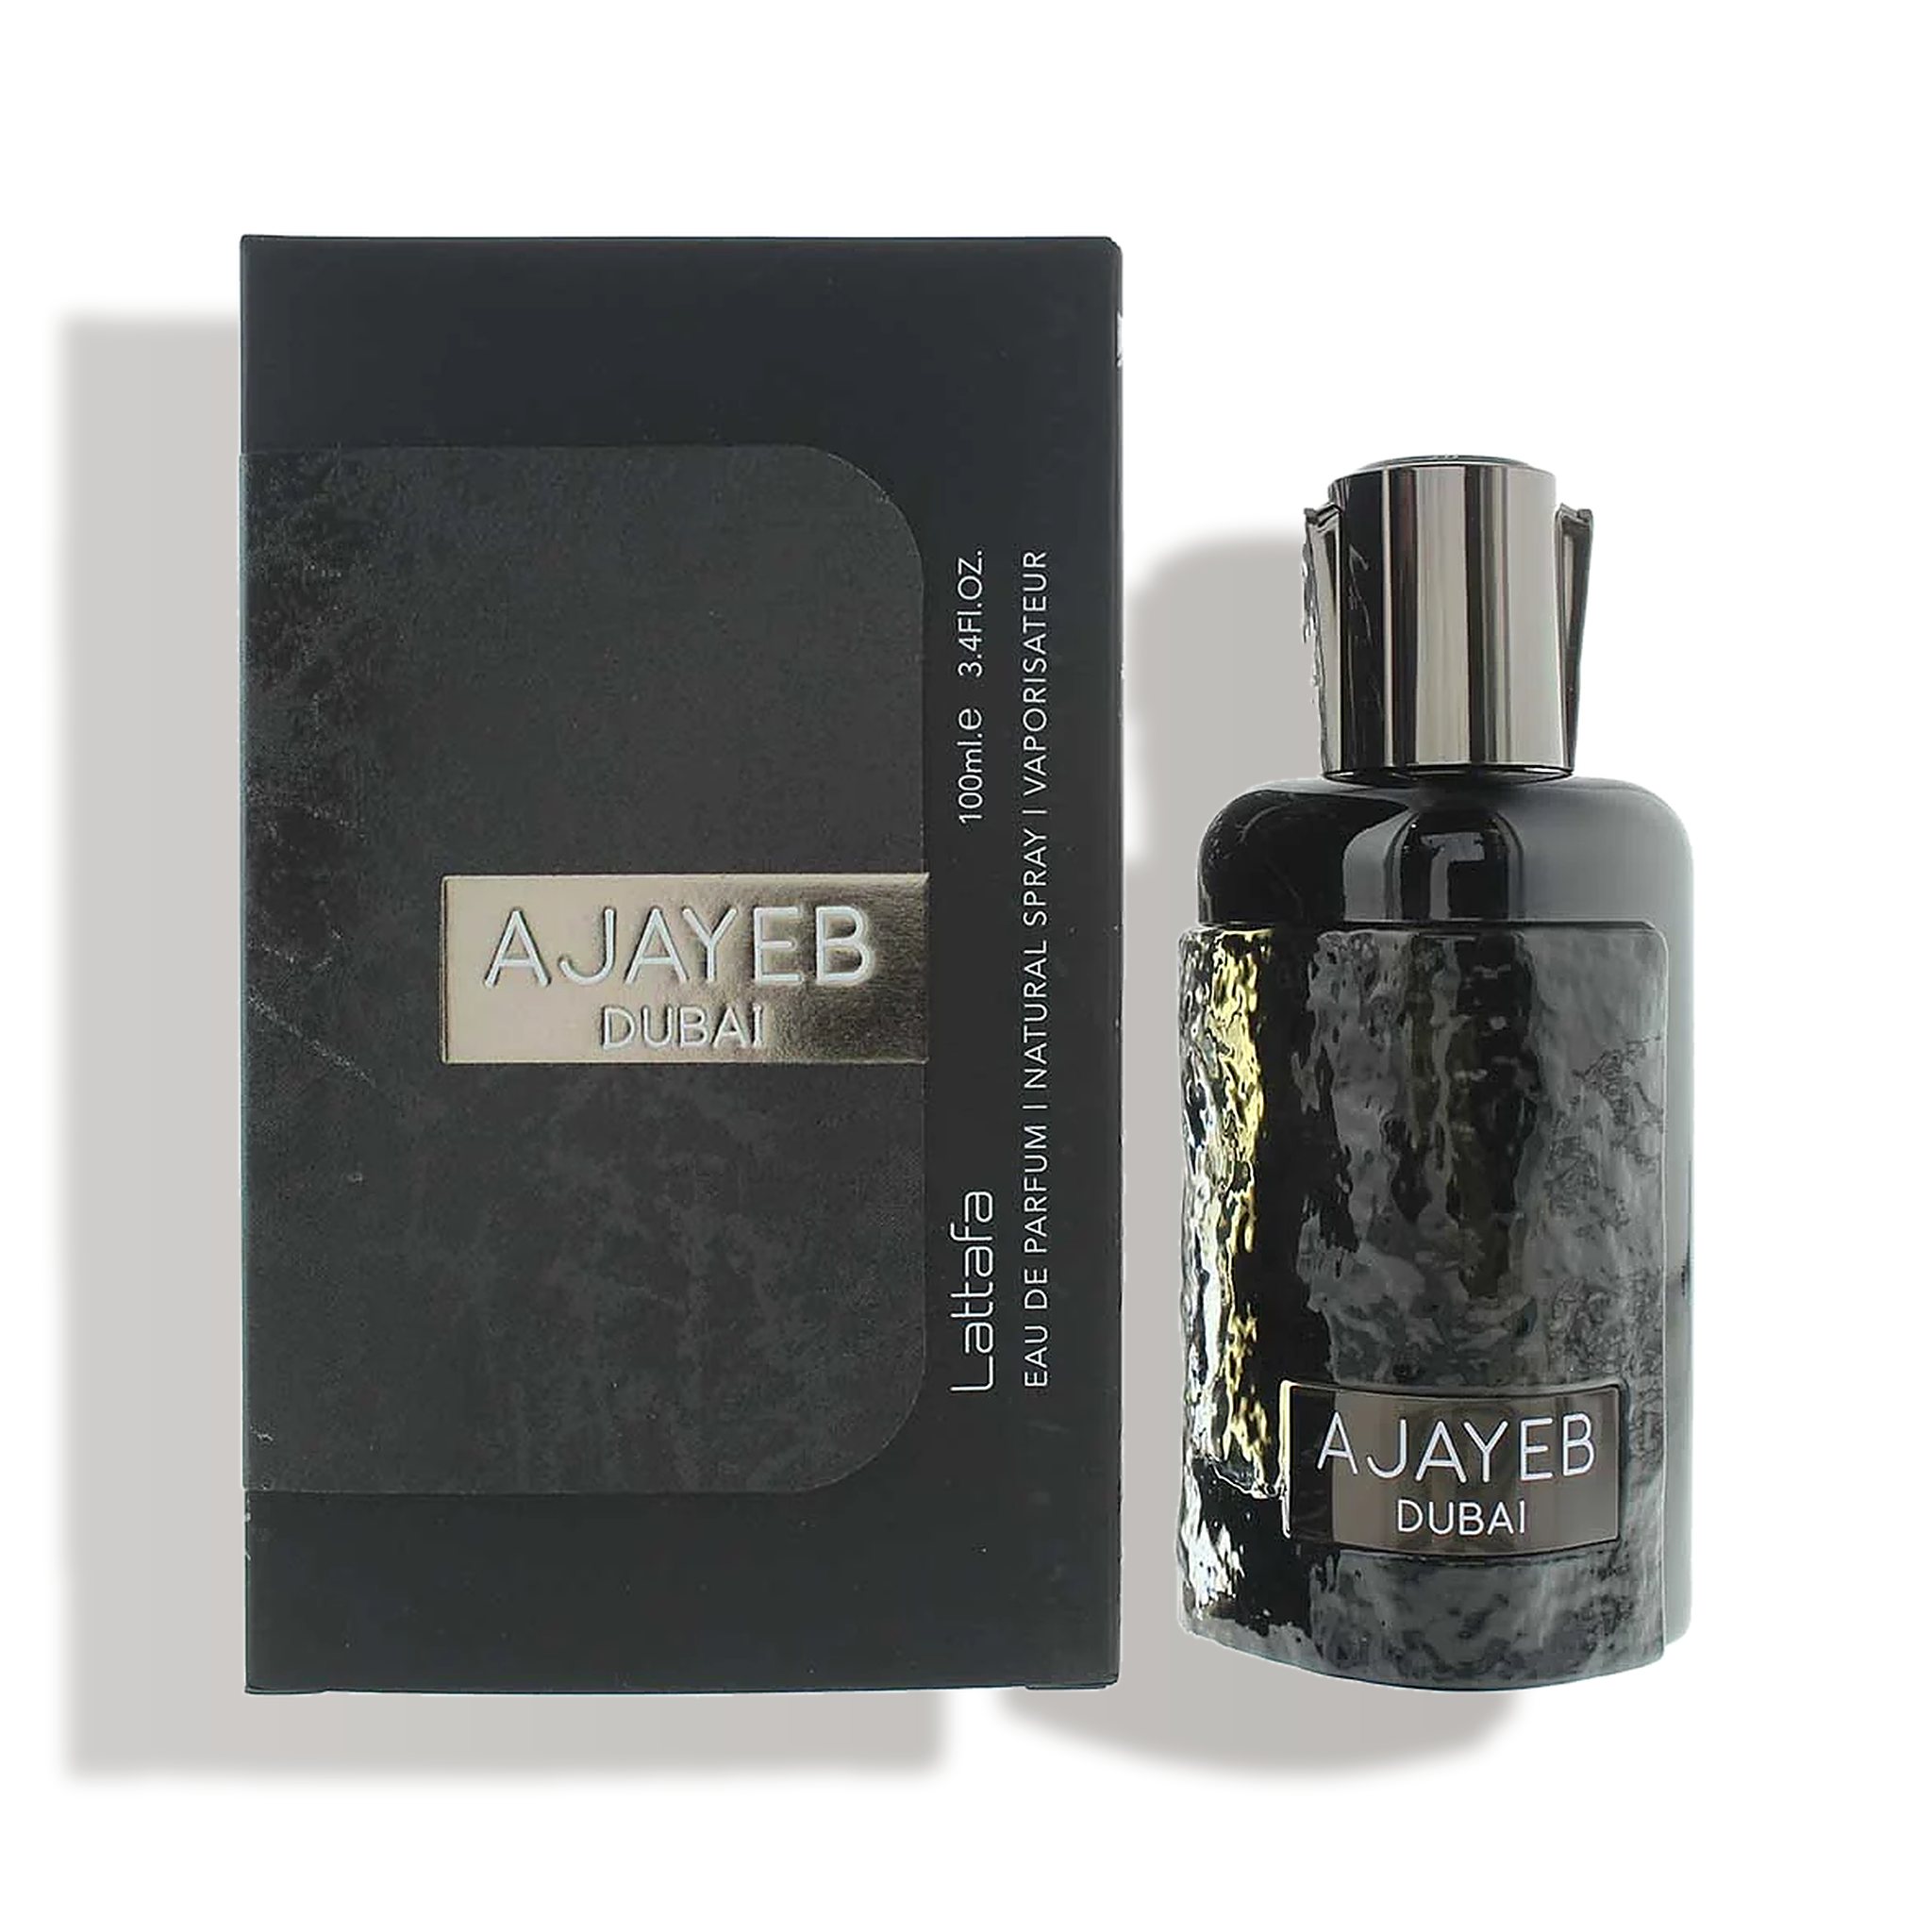 AJAYEB
DUBAI
Lattafa
100ml.e 3.4Fl.OZ.
EAU DE PARFUM | NATURAL SPRAY | VAPORISATEUR
AJAYEB
DUBAI